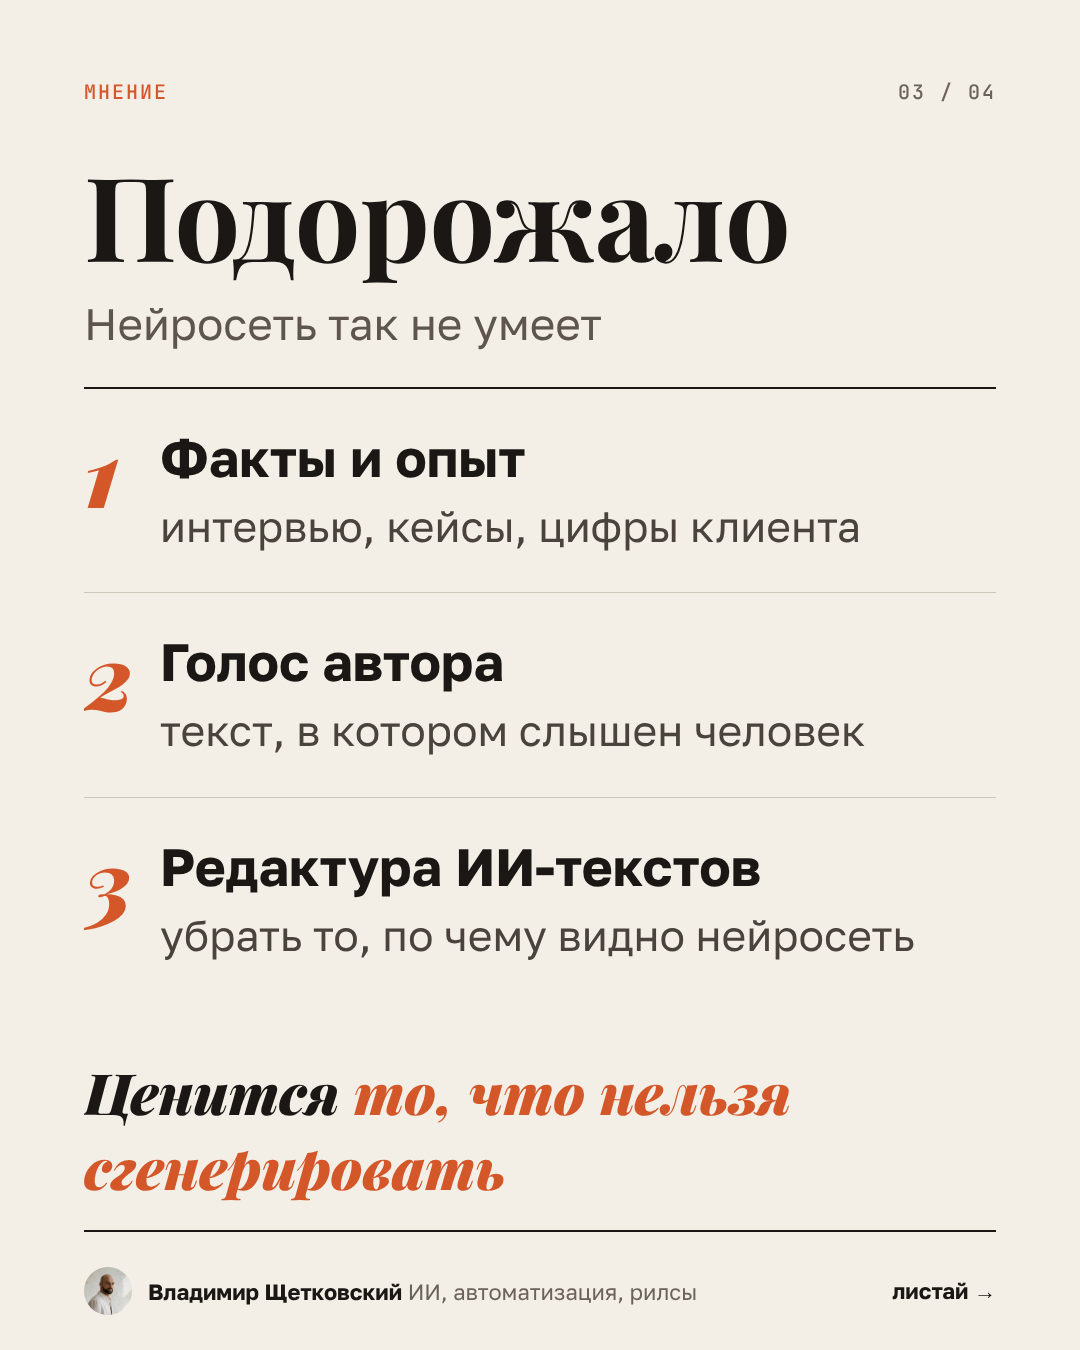 МНЕНИЕ
03 / 04
Подорожало
Нейросеть так не умеет
1
Факты и опыт
интервью, кейсы, цифры клиента
2
Голос автора
текст, в котором слышен человек
3
Редактура ИИ-текстов
убрать то, по чему видно нейросеть
Ценится то, что нельзя
сгенерировать
Владимир Щетковский ИИ, автоматизация, рилсы
листай →